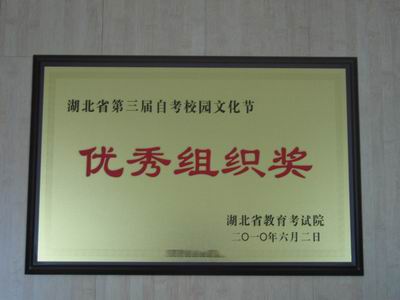 湖北省第三届自考校园文化节
优秀组织奖
湖北省教育考试院
二〇一〇年六月二日